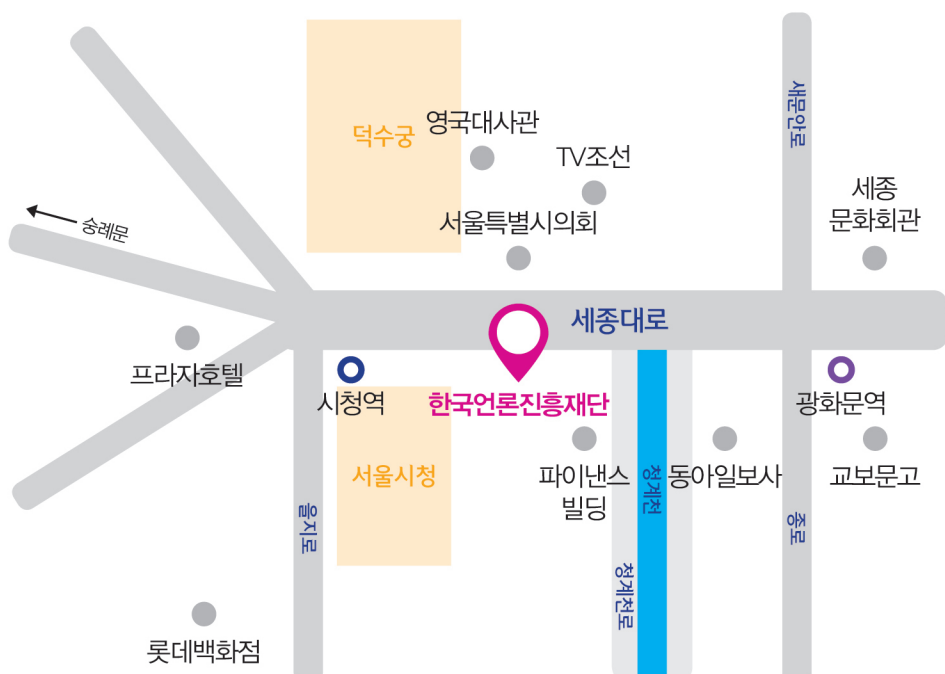 덕수궁
영국대사관
TV조선
새문안로
세종
문화회관
서울특별시의회
숭례문
세종대로
프라자호텔
시청역
한국언론진흥재단
광화문역
서울시청
파이낸스
빌딩
청계천
동아일보사
교보문고
을지로
종로
청계천로
롯데백화점